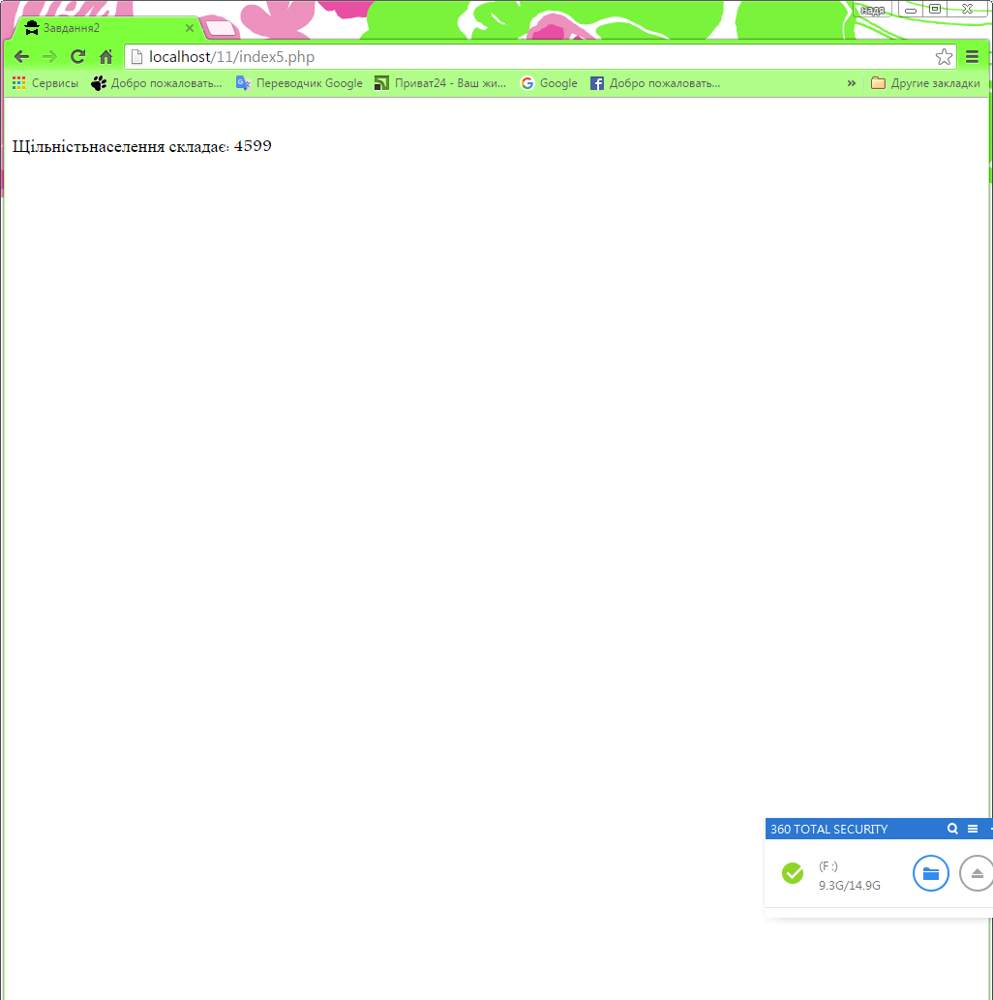 надя
Завдання2
localhost/11/index5.php
Сервисы Добро пожаловать... Переводчик Google Приват24 - Ваш жи... Google Добро пожаловать... » Другие закладки
Щільністьнаселення складає: 4599
360 TOTAL SECURITY
(F:)
9.3G/14.9G